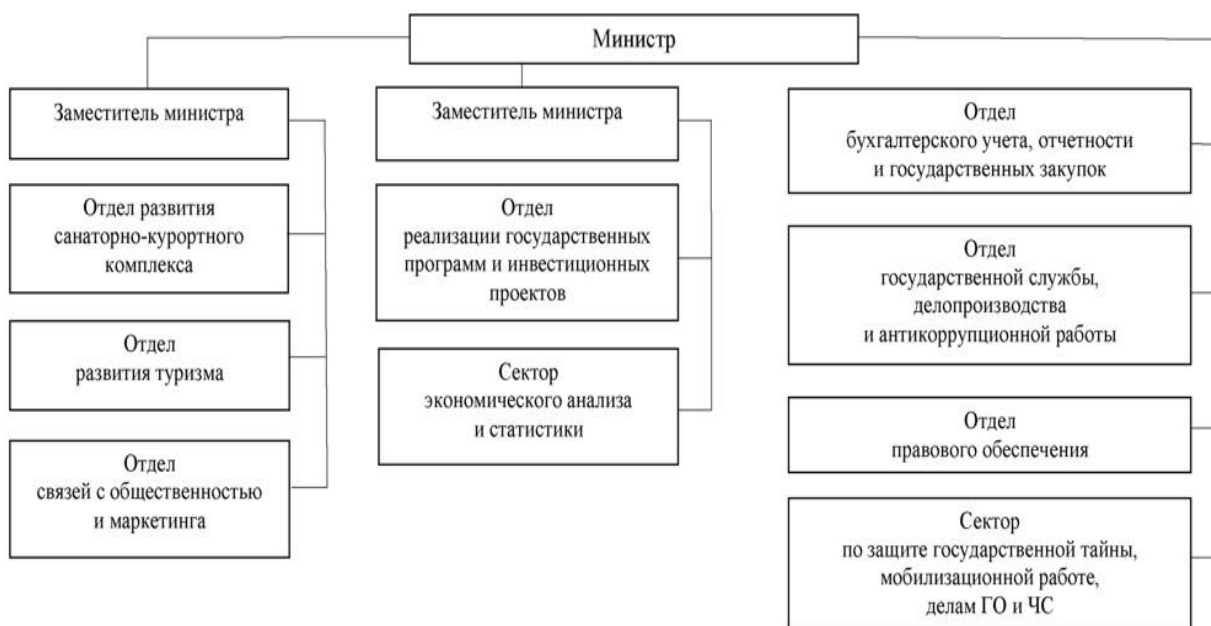 Министр
Заместитель министра
Отдел развития
санаторно-курортного
комплекса
Отдел
развития туризма
Отдел
связей с общественностью
и маркетинга
Заместитель министра
Отдел
реализации государственных
программ и инвестиционных
проектов
Сектор
экономического анализа
и статистики
Отдел
бухгалтерского учета, отчетности
и государственных закупок
Отдел
государственной службы,
делопроизводства
и антикоррупционной работы
Отдел
правового обеспечения
Сектор
по защите государственной тайны,
мобилизационной работе,
делам ГО и ЧС